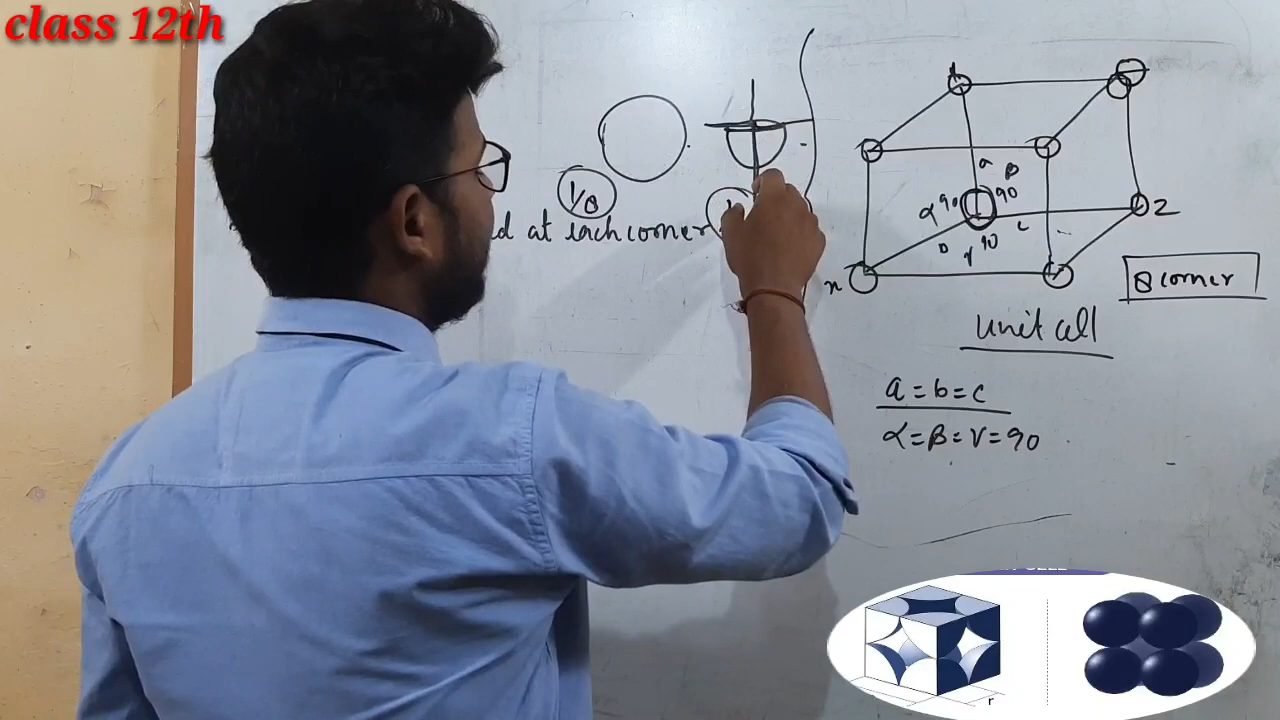 class 12th
1/8
d at each corner
a
β
α 90
90
c
Z
b
γ 90
x
8 corner
Unit cell
a = b = c
α = β = γ = 90
r